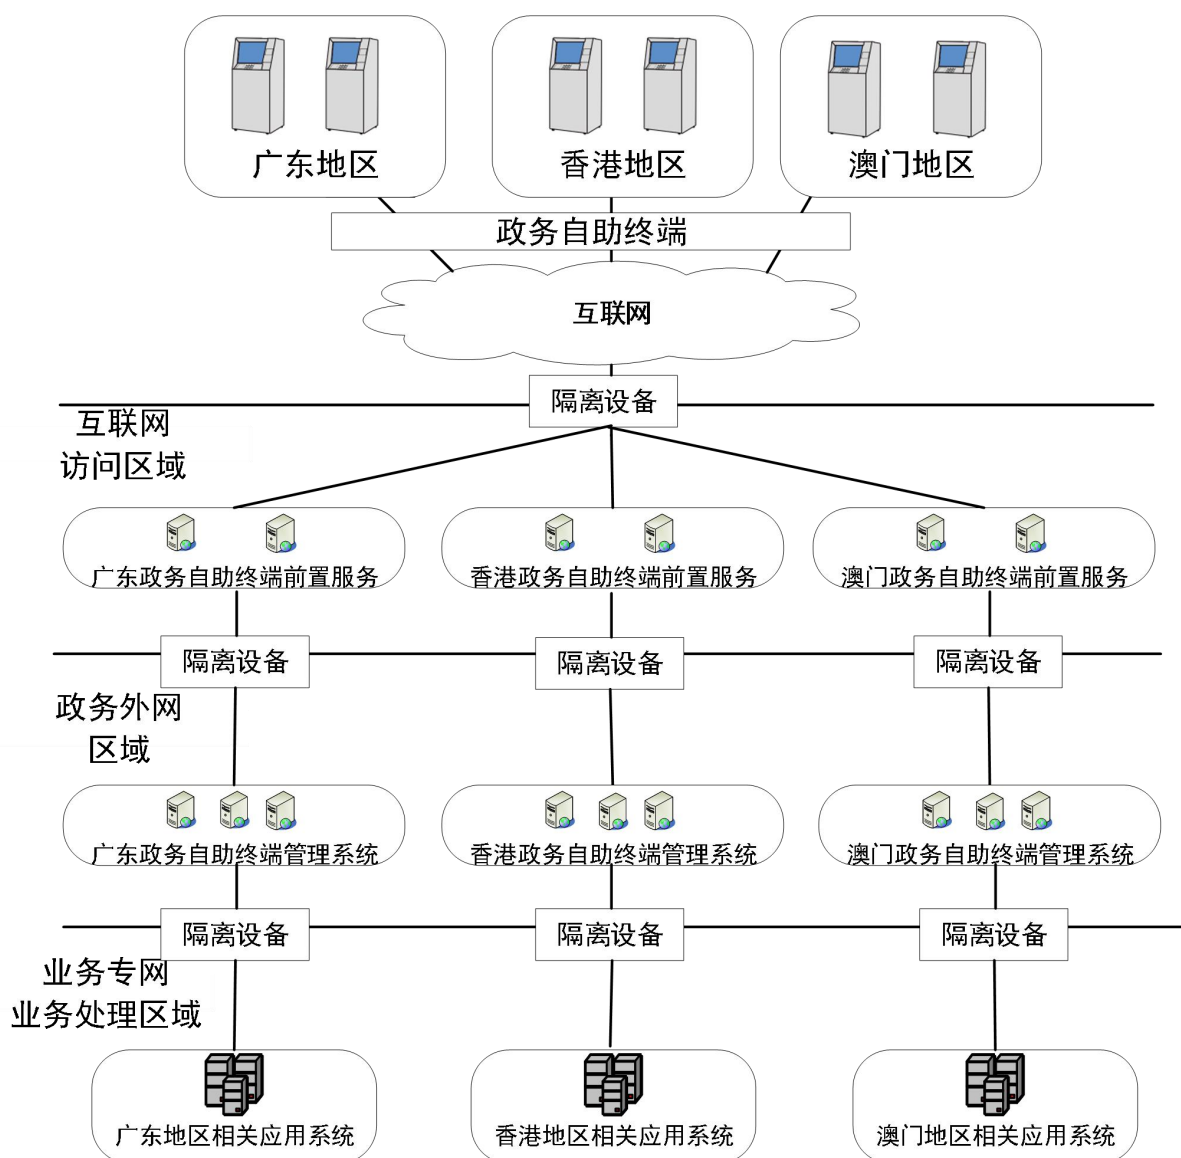 广东地区
香港地区
澳门地区
政务自助终端
互联网
隔离设备
互联网
访问区域
广东政务自助终端前置服务
香港政务自助终端前置服务
澳门政务自助终端前置服务
隔离设备
隔离设备
隔离设备
政务外网
区域
广东政务自助终端管理系统
香港政务自助终端管理系统
澳门政务自助终端管理系统
隔离设备
隔离设备
隔离设备
业务专网
业务处理区域
广东地区相关应用系统
香港地区相关应用系统
澳门地区相关应用系统